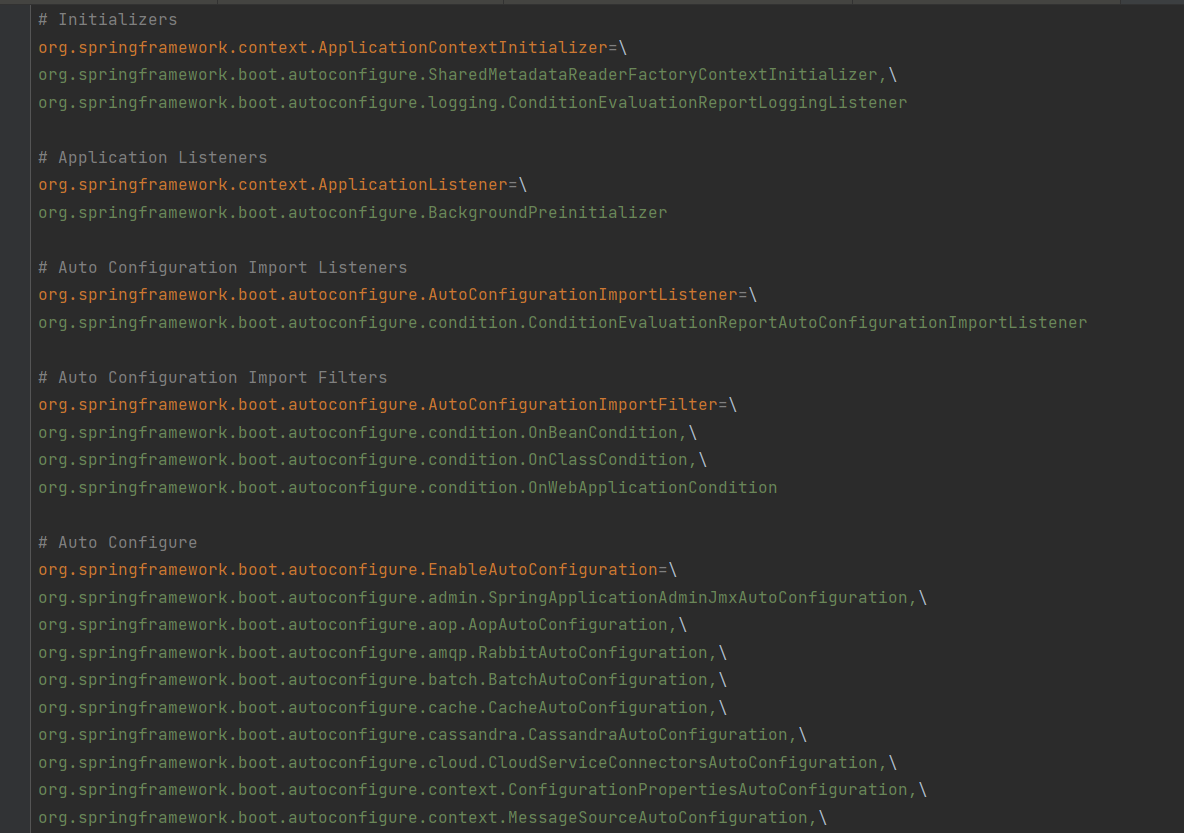 # Initializers
org.springframework.context.ApplicationContextInitializer=\
org.springframework.boot.autoconfigure.SharedMetadataReaderFactoryContextInitializer,\
org.springframework.boot.autoconfigure.logging.ConditionEvaluationReportLoggingListener
# Application Listeners
org.springframework.context.ApplicationListener=\
org.springframework.boot.autoconfigure.BackgroundPreinitializer
# Auto Configuration Import Listeners
org.springframework.boot.autoconfigure.AutoConfigurationImportListener=\
org.springframework.boot.autoconfigure.condition.ConditionEvaluationReportAutoConfigurationImportListener
# Auto Configuration Import Filters
org.springframework.boot.autoconfigure.AutoConfigurationImportFilter=\
org.springframework.boot.autoconfigure.condition.OnBeanCondition,\
org.springframework.boot.autoconfigure.condition.OnClassCondition,\
org.springframework.boot.autoconfigure.condition.OnWebApplicationCondition
# Auto Configure
org.springframework.boot.autoconfigure.EnableAutoConfiguration=\
org.springframework.boot.autoconfigure.admin.SpringApplicationAdminJmxAutoConfiguration,\
org.springframework.boot.autoconfigure.aop.AopAutoConfiguration,\
org.springframework.boot.autoconfigure.amqp.RabbitAutoConfiguration,\
org.springframework.boot.autoconfigure.batch.BatchAutoConfiguration,\
org.springframework.boot.autoconfigure.cache.CacheAutoConfiguration,\
org.springframework.boot.autoconfigure.cassandra.CassandraAutoConfiguration,\
org.springframework.boot.autoconfigure.cloud.CloudServiceConnectorsAutoConfiguration,\
org.springframework.boot.autoconfigure.context.ConfigurationPropertiesAutoConfiguration,\
org.springframework.boot.autoconfigure.context.MessageSourceAutoConfiguration,\